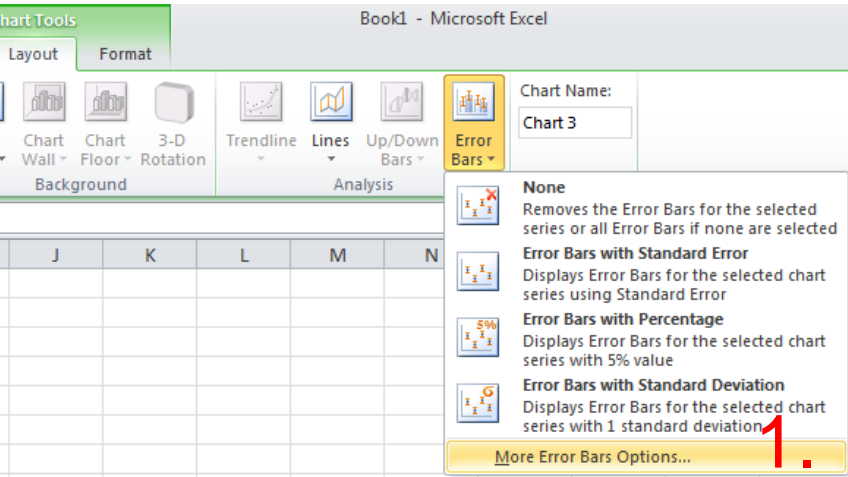 hart Tools
Book1 - Microsoft Excel
Layout Format
Chart Wall
Chart Floor
3-D Rotation
Trendline
Lines
Up/Down Bars
Error Bars
Chart Name:
Chart 3
Background
Analysis
J K L M N
None
Removes the Error Bars for the selected
series or all Error Bars if none are selected
Error Bars with Standard Error
Displays Error Bars for the selected chart
series using Standard Error
5%
Error Bars with Percentage
Displays Error Bars for the selected chart
series with 5% value
Error Bars with Standard Deviation
Displays Error Bars for the selected chart
series with 1 standard deviation
More Error Bars Options...
1.